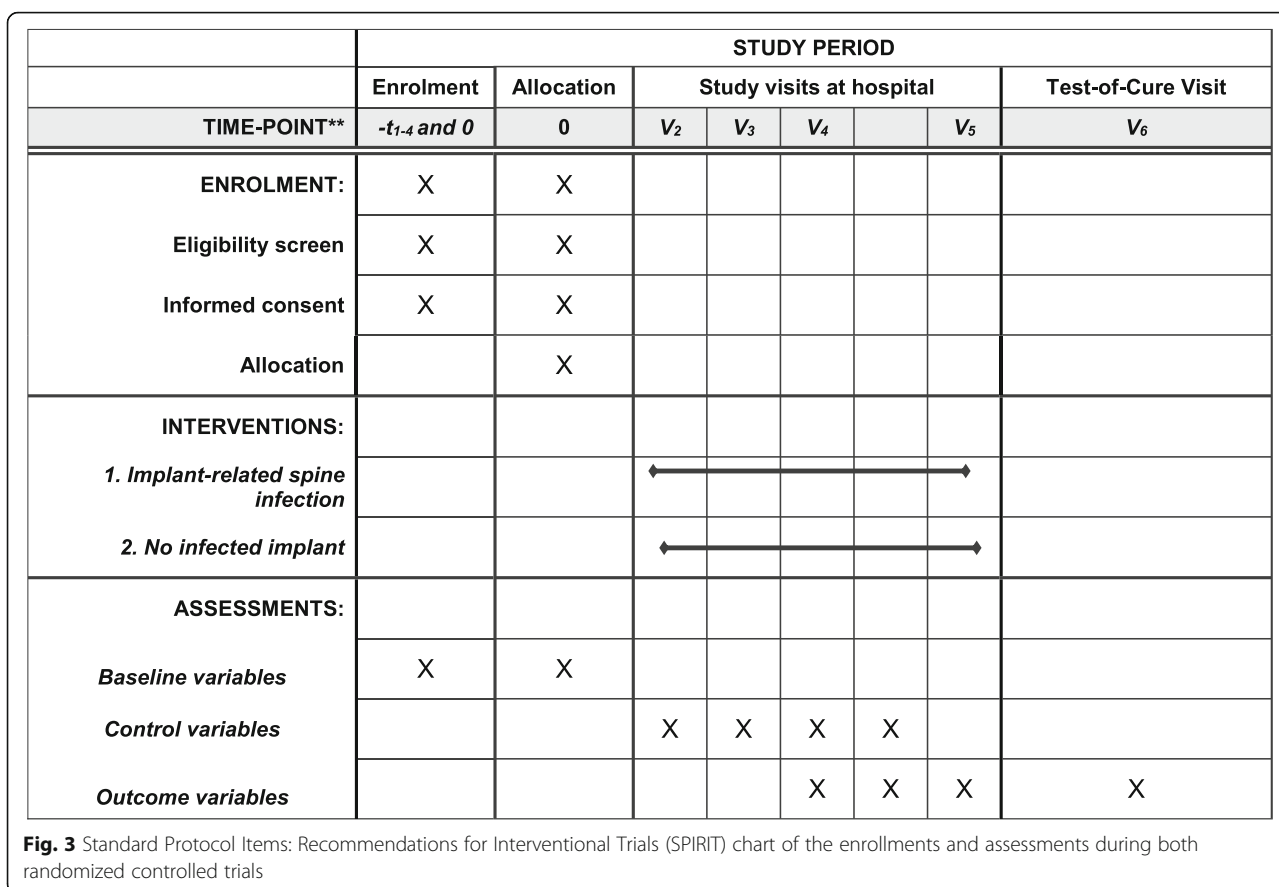 STUDY PERIOD
Enrolment Allocation Study visits at hospital Test-of-Cure Visit
TIME-POINT** -t1-4 and 0 0 V2 V3 V4 V5 V6
ENROLMENT: X X
Eligibility screen X X
Informed consent X X
Allocation X
INTERVENTIONS:
1. Implant-related spine
infection
2. No infected implant
ASSESSMENTS:
Baseline variables X X
Control variables X X X X
Outcome variables X X X X
Fig. 3 Standard Protocol Items: Recommendations for Interventional Trials (SPIRIT) chart of the enrollments and assessments during both
randomized controlled trials